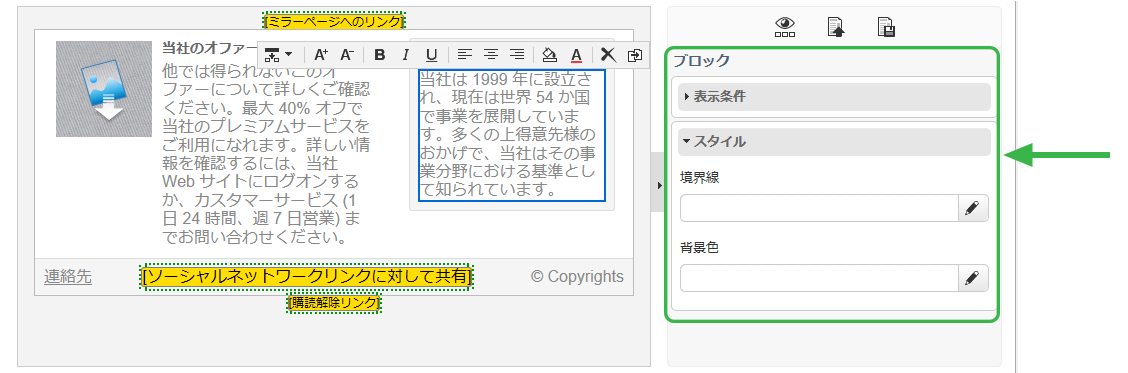 [ミラーページへのリンク]
当社のオファー
他では得られないこのオ
ファーについて詳しくご確認
ください。最大 40% オフで
当社のプレミアムサービスを
ご利用になれます。詳しい情
報を確認するには、当社
Web サイトにログオンする
か、カスタマーサービス (1
日 24 時間、週 7 日営業) ま
でお問い合わせください。
A+ A- B I U A
当社は 1999 年に設立さ
れ、現在は世界 54 か国
で事業を展開していま
す。多くの上得意先様の
おかげで、当社はその事
業分野における基準とし
て知られています。
連絡先
[ソーシャルネットワークリンクに対して共有]
© Copyrights
[購読解除リンク]
ブロック
表示条件
スタイル
境界線
背景色